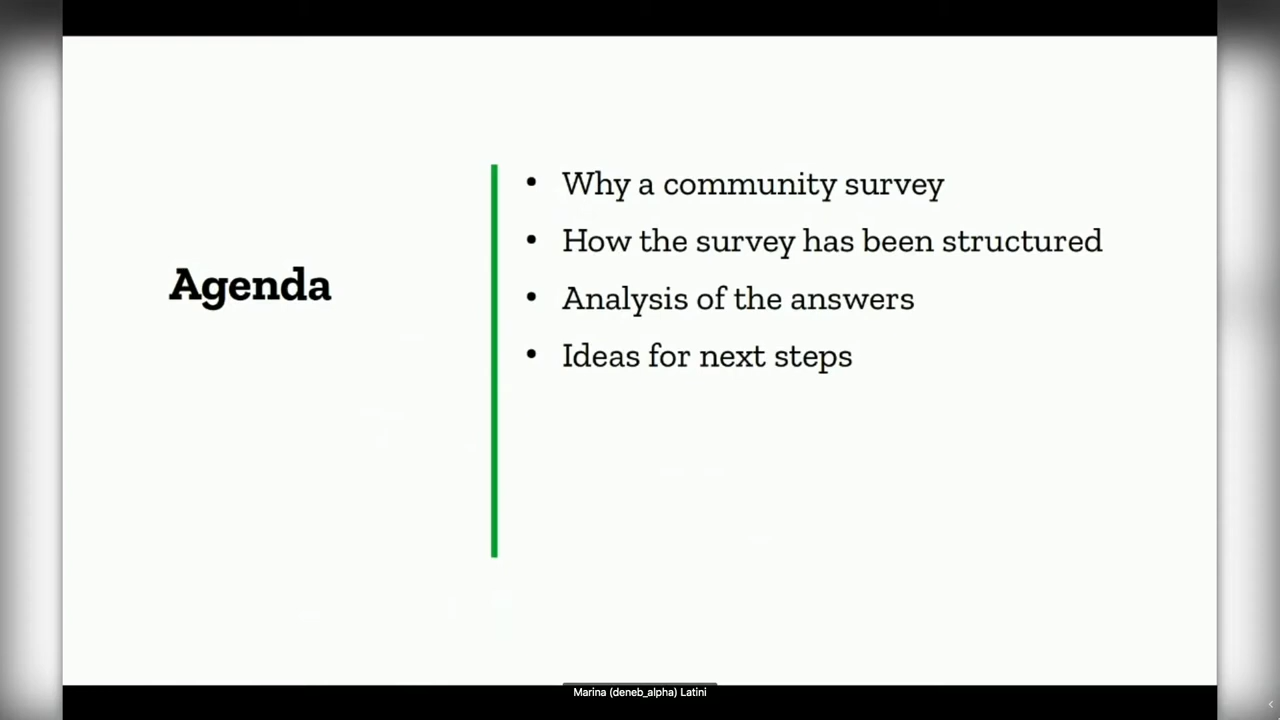 Agenda
• Why a community survey
• How the survey has been structured
• Analysis of the answers
• Ideas for next steps
Marina (deneb_alpha) Latini